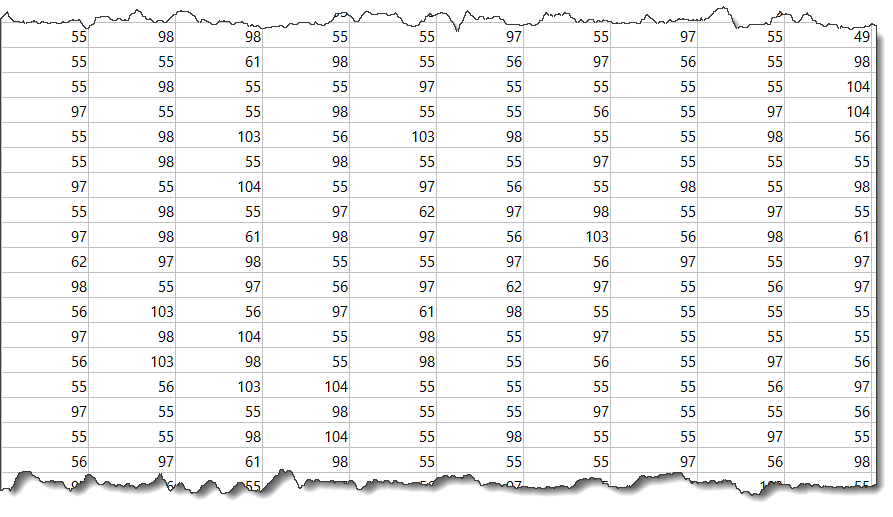 55 98 98 55 55 97 55 97 55 49
55 55 61 98 55 56 97 56 55 98
55 98 55 55 97 55 55 55 55 104
97 55 55 98 55 55 56 55 97 104
55 98 103 56 103 98 55 55 98 56
55 98 55 98 55 55 97 55 55 55
97 55 104 55 97 56 55 98 55 98
55 98 55 97 62 97 98 55 97 55
97 98 61 98 97 56 103 56 98 61
62 97 98 55 55 97 56 97 55 97
98 55 97 56 97 62 97 55 56 97
56 103 56 97 61 98 55 55 55 55
97 98 104 55 98 55 97 55 55 55
56 103 98 55 98 55 56 55 97 56
55 56 103 104 55 55 55 55 56 97
97 55 55 98 55 55 97 55 55 56
55 55 98 104 55 98 55 55 97 55
56 97 61 98 55 55 55 97 56 98